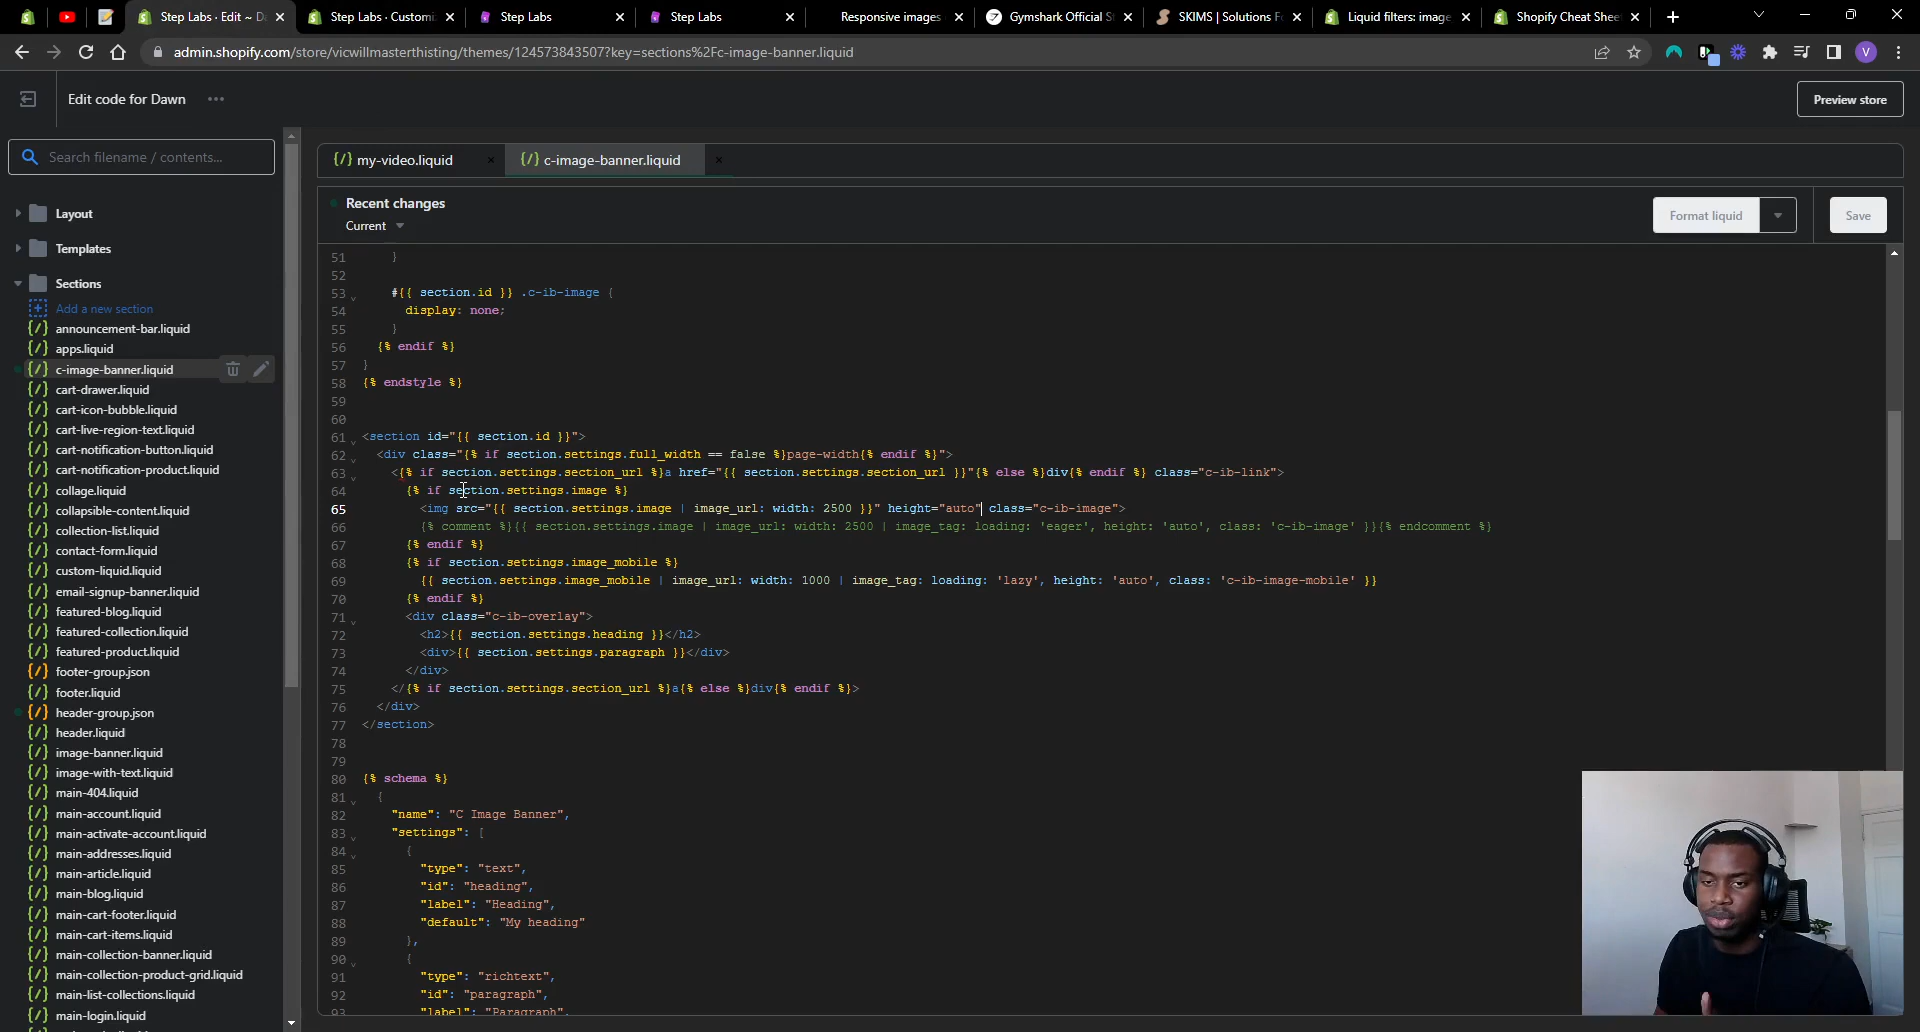 Step Labs · Edit ~ D
Step Labs · Customi
Step Labs
Step Labs
Responsive images
Gymshark Official S
SKIMS | Solutions F
Liquid filters: image
Shopify Cheat Shee
admin.shopify.com/store/vicwillmasterthisting/themes/124573843507?key=sections%2Fc-image-banner.liquid
V
Edit code for Dawn
Preview store
Search filename / contents...
Layout
Templates
Sections
Add a new section
announcement-bar.liquid
apps.liquid
c-image-banner.liquid
cart-drawer.liquid
cart-icon-bubble.liquid
cart-live-region-text.liquid
cart-notification-button.liquid
cart-notification-product.liquid
collage.liquid
collapsible-content.liquid
collection-list.liquid
contact-form.liquid
custom-liquid.liquid
email-signup-banner.liquid
featured-blog.liquid
featured-collection.liquid
featured-product.liquid
footer-group.json
footer.liquid
header-group.json
header.liquid
image-banner.liquid
image-with-text.liquid
main-404.liquid
main-account.liquid
main-activate-account.liquid
main-addresses.liquid
main-article.liquid
main-blog.liquid
main-cart-footer.liquid
main-cart-items.liquid
main-collection-banner.liquid
main-collection-product-grid.liquid
main-list-collections.liquid
main-login.liquid
{/} my-video.liquid ×
{/} c-image-banner.liquid ×
Recent changes
Current
Format liquid
Save
51 }
52
53 #{{ section.id }} .c-ib-image {
54 display: none;
55 }
56 {% endif %}
57 }
58 {% endstyle %}
59
60
61 <section id="{{ section.id }}">
62 <div class="{% if section.settings.full_width == false %}page-width{% endif %}">
63 <{% if section.settings.section_url %}a href="{{ section.settings.section_url }}"{% else %}div{% endif %} class="c-ib-link">
64 {% if section.settings.image %}
65 <img src="{{ section.settings.image | image_url: width: 2500 }}" height="auto" class="c-ib-image">
66 {% comment %}{{ section.settings.image | image_url: width: 2500 | image_tag: loading: 'eager', height: 'auto', class: 'c-ib-image' }}{% endcomment %}
67 {% endif %}
68 {% if section.settings.image_mobile %}
69 {{ section.settings.image_mobile | image_url: width: 1000 | image_tag: loading: 'lazy', height: 'auto', class: 'c-ib-image-mobile' }}
70 {% endif %}
71 <div class="c-ib-overlay">
72 <h2>{{ section.settings.heading }}</h2>
73 <div>{{ section.settings.paragraph }}</div>
74 </div>
75 </{% if section.settings.section_url %}a{% else %}div{% endif %}>
76 </div>
77 </section>
78
79
80 {% schema %}
81 {
82 "name": "C Image Banner",
83 "settings": [
84 {
85 "type": "text",
86 "id": "heading",
87 "label": "Heading",
88 "default": "My heading"
89 },
90 {
91 "type": "richtext",
92 "id": "paragraph",
93 "label": "Paragraph",